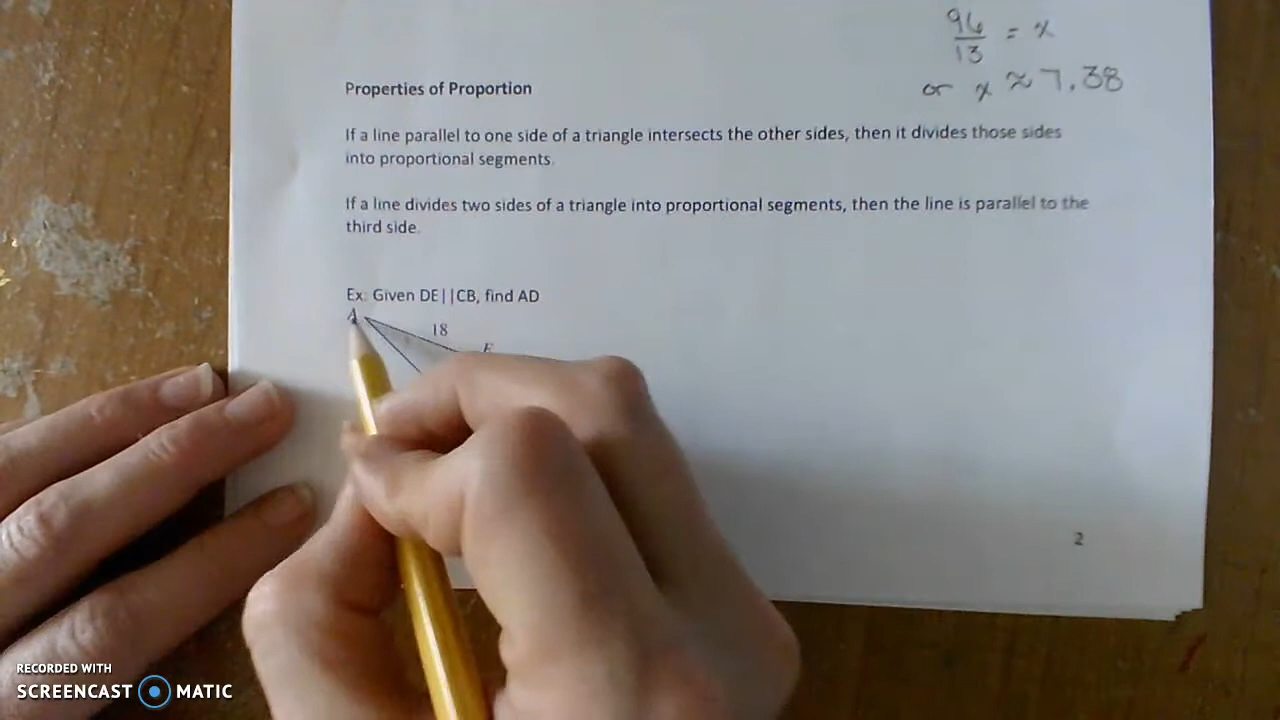 96
13
= x
or x ≈ 7.38
Properties of Proportion
If a line parallel to one side of a triangle intersects the other sides, then it divides those sides
into proportional segments.
If a line divides two sides of a triangle into proportional segments, then the line is parallel to the
third side.
Ex: Given DE||CB, find AD
A
18
E
2
RECORDED WITH
SCREENCAST MATIC